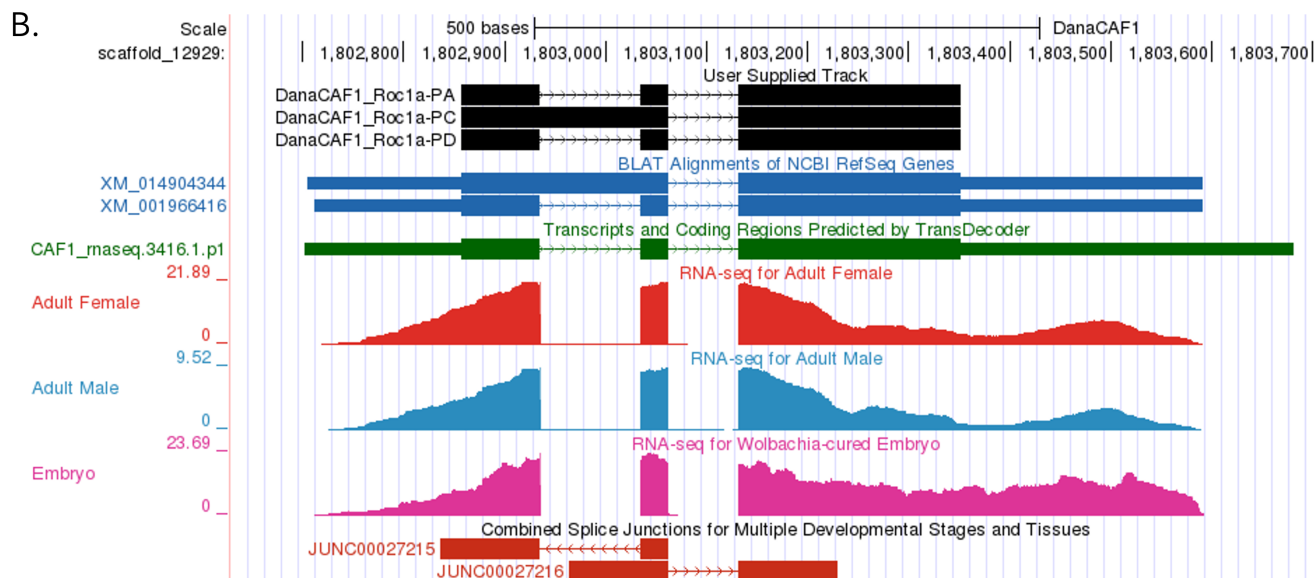 B.
Scale 500 bases DanaCAF1
scaffold_12929: 1,802,800 1,802,900 1,803,000 1,803,100 1,803,200 1,803,300 1,803,400 1,803,500 1,803,600 1,803,700
User Supplied Track
DanaCAF1_Roc1a-PA
DanaCAF1_Roc1a-PC
DanaCAF1_Roc1a-PD
BLAT Alignments of NCBI RefSeq Genes
XM_014904344
XM_001966416
Transcripts and Coding Regions Predicted by TransDecoder
CAF1_rnaseq.3416.1.p1
21.89 RNA-seq for Adult Female
Adult Female
0
9.52 RNA-seq for Adult Male
Adult Male
0
23.69 RNA-seq for Wolbachia-cured Embryo
Embryo
0
Combined Splice Junctions for Multiple Developmental Stages and Tissues
JUNC00027215
JUNC00027216